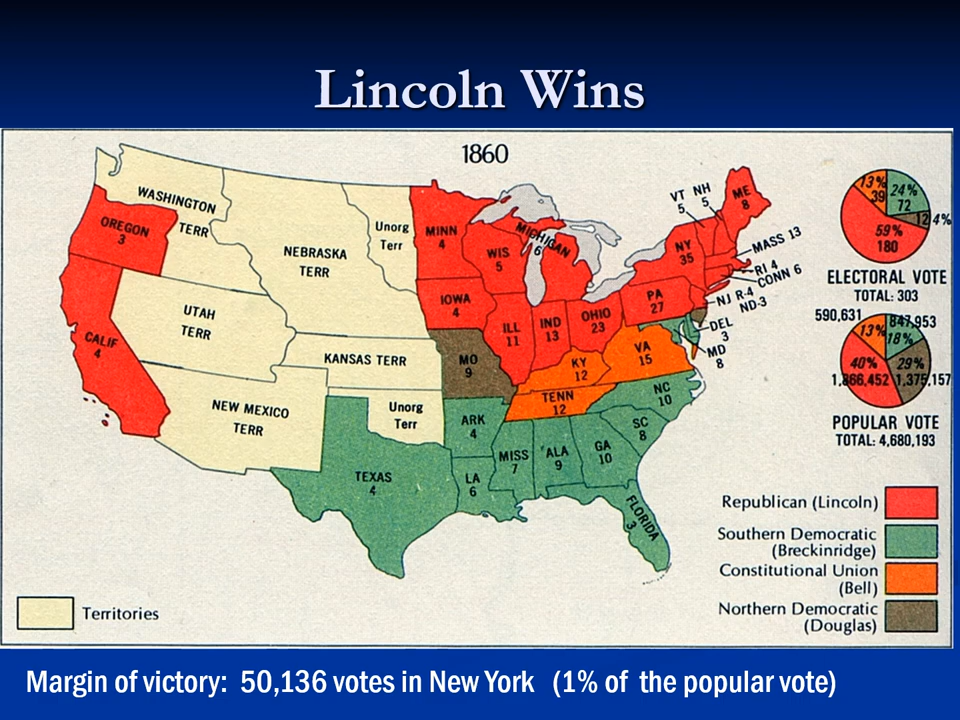 Lincoln Wins
1860
WASHINGTON
TERR
OREGON
3
CALIF
4
NEBRASKA
TERR
Unorg
Terr
UTAH
TERR
KANSAS TERR
NEW MEXICO
TERR
Unorg
Terr
MINN
4
WIS
5
MICHIGAN
6
IOWA
4
ILL
11
IND
13
OHIO
23
PA
27
NY
35
VT
5
NH
5
ME
8
MASS 13
RI 4
CONN 6
NJ R-4
ND-3
DEL
3
MD
8
MO
9
KY
12
VA
15
TENN
12
NC
10
SC
8
GA
10
ALA
9
MISS
7
ARK
4
LA
6
TEXAS
4
FLORIDA
3
13%
39
24%
72
12 4%
59%
180
ELECTORAL VOTE
TOTAL: 303
590,631
847,953
13%
18%
40%
29%
1,866,452
1,375,157
POPULAR VOTE
TOTAL: 4,680,193
Republican (Lincoln)
Southern Democratic
(Breckinridge)
Constitutional Union
(Bell)
Northern Democratic
(Douglas)
Territories
Margin of victory: 50,136 votes in New York (1% of the popular vote)